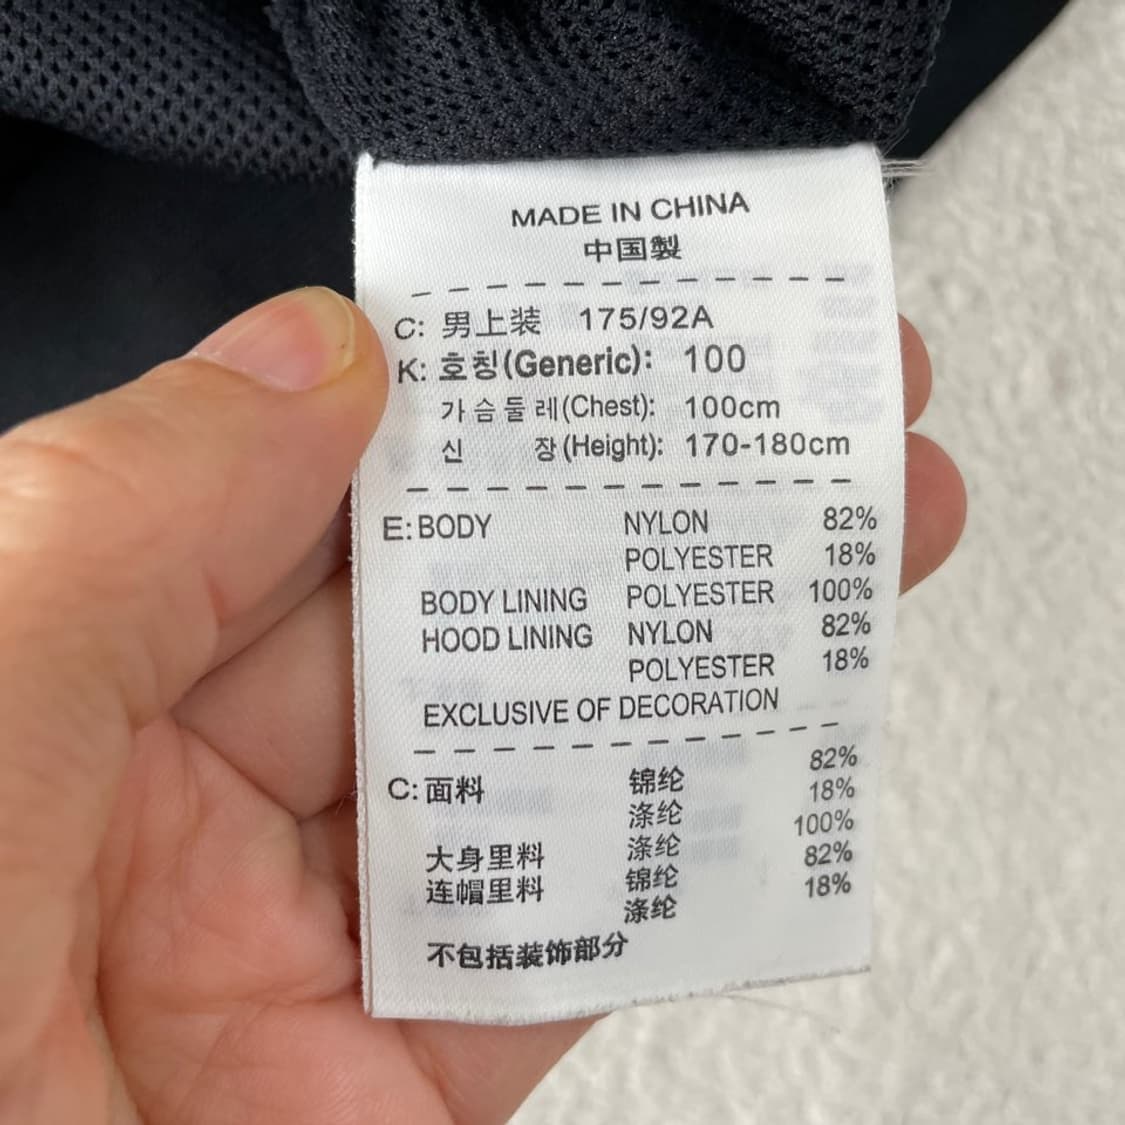 MADE IN CHINA
中国製
C: 男上装 175/92A
K: 호칭(Generic): 100
가슴둘레(Chest): 100cm
신 장(Height): 170-180cm
E: BODY NYLON 82%
POLYESTER 18%
BODY LINING POLYESTER 100%
HOOD LINING NYLON 82%
POLYESTER 18%
EXCLUSIVE OF DECORATION
C: 面料 锦纶 82%
涤纶 18%
大身里料 涤纶 100%
连帽里料 锦纶 82%
涤纶 18%
不包括装饰部分